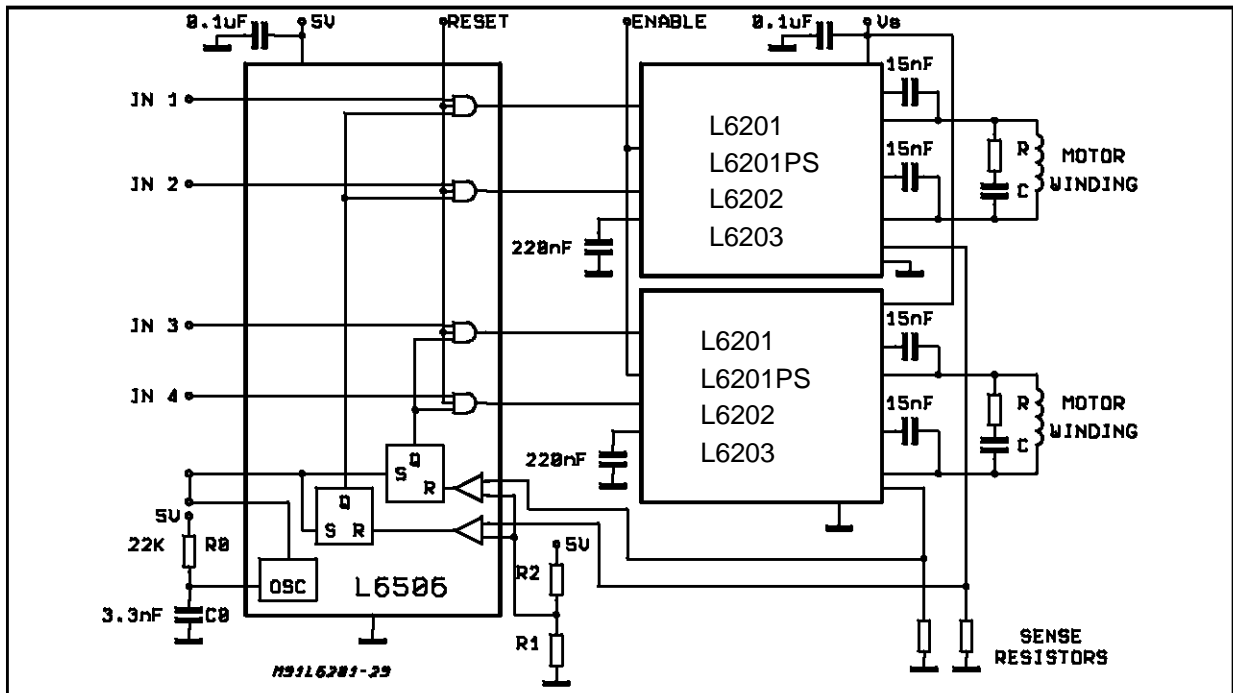 0.1uF 5V RESET ENABLE 0.1uF Vs
15nF
IN 1
L6201
L6201PS
L6202
L6203
15nF
R
C
MOTOR
WINDING
IN 2
220nF
IN 3
15nF
L6201
L6201PS
L6202
L6203
IN 4
15nF
R
C
MOTOR
WINDING
220nF
S Q R
S Q R
5V
22K R0
OSC
L6506
3.3nF C0
5V
R2
R1
SENSE
RESISTORS
M91L6201-29